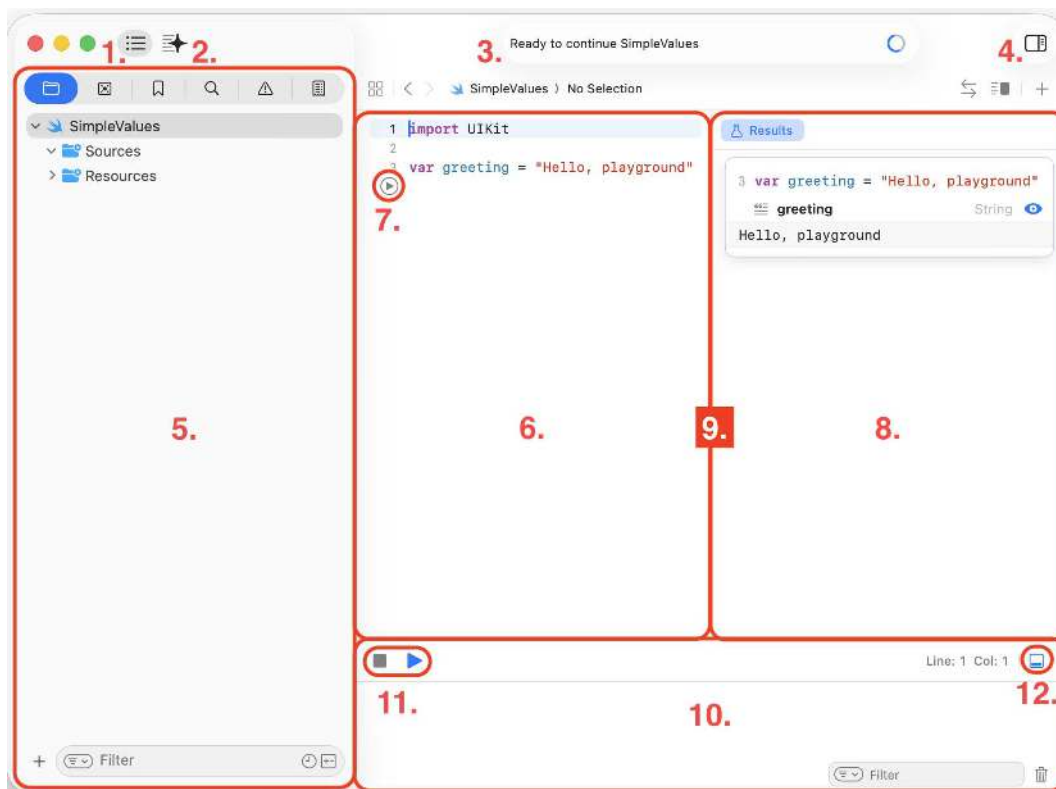 1.
2.
3.
Ready to continue SimpleValues
4.
SimpleValues 〉 No Selection
SimpleValues
Sources
Resources
1 import UIKit
2
3 var greeting = "Hello, playground"
7.
Results
3 var greeting = "Hello, playground"
greeting String
Hello, playground
5.
6.
9.
8.
Line: 1 Col: 1
11.
10.
12.
Filter
Filter